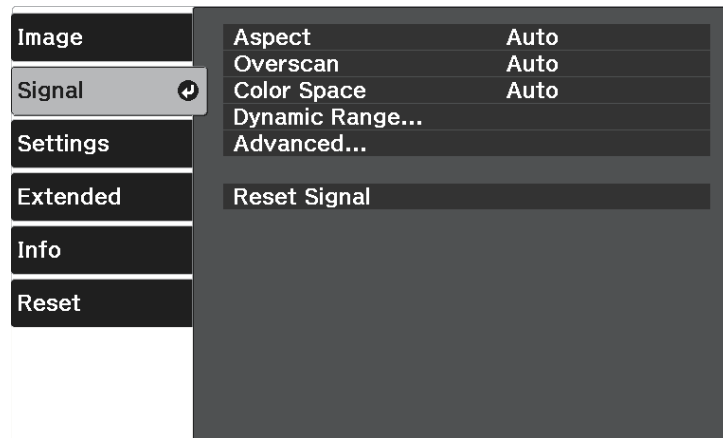 Image
Signal
Settings
Extended
Info
Reset
Aspect Auto
Overscan Auto
Color Space Auto
Dynamic Range...
Advanced...
Reset Signal